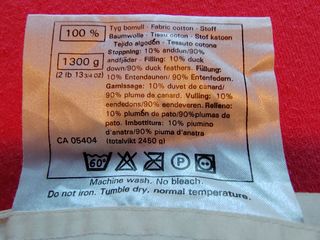 100 %
Tyg bomull - Fabric cotton - Stoff
Baumwolle - Tissu coton - Stof katoen
Tejido algodón - Tessuto cotone
1300 g
(2 lb 13 3/4 oz)
Stoppning: 10% anddun/90%
andfjäder - Filling: 10% duck
down/90% duck feathers. Füllung:
10% Entendaunen/ 90% Entenfedern.
Garnissage: 10% duvet de canard/
90% plume de canard. Vulling: 10%
eendedons/90% eendeveren. Relleno:
10% plumón de pato/90%plumas de
pato. Imbottitura: 10% piumino
d'anatra/90% piuma d'anatra
CA 05404
(totalvikt 2450 g)
60°
P
Machine wash. No bleach.
Do not iron. Tumble dry, normal temperature.